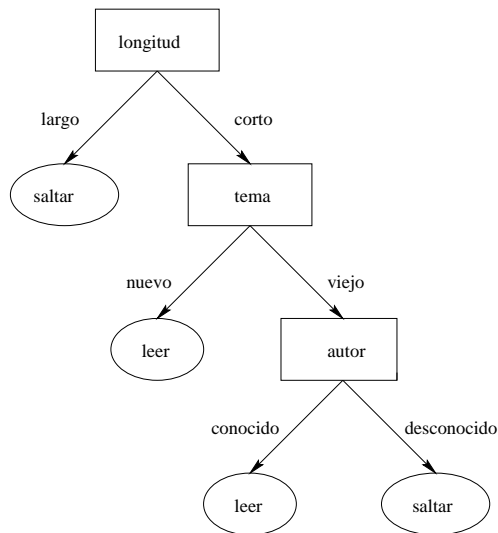 longitud
largo
corto
saltar
tema
nuevo
viejo
leer
autor
conocido
desconocido
leer
saltar